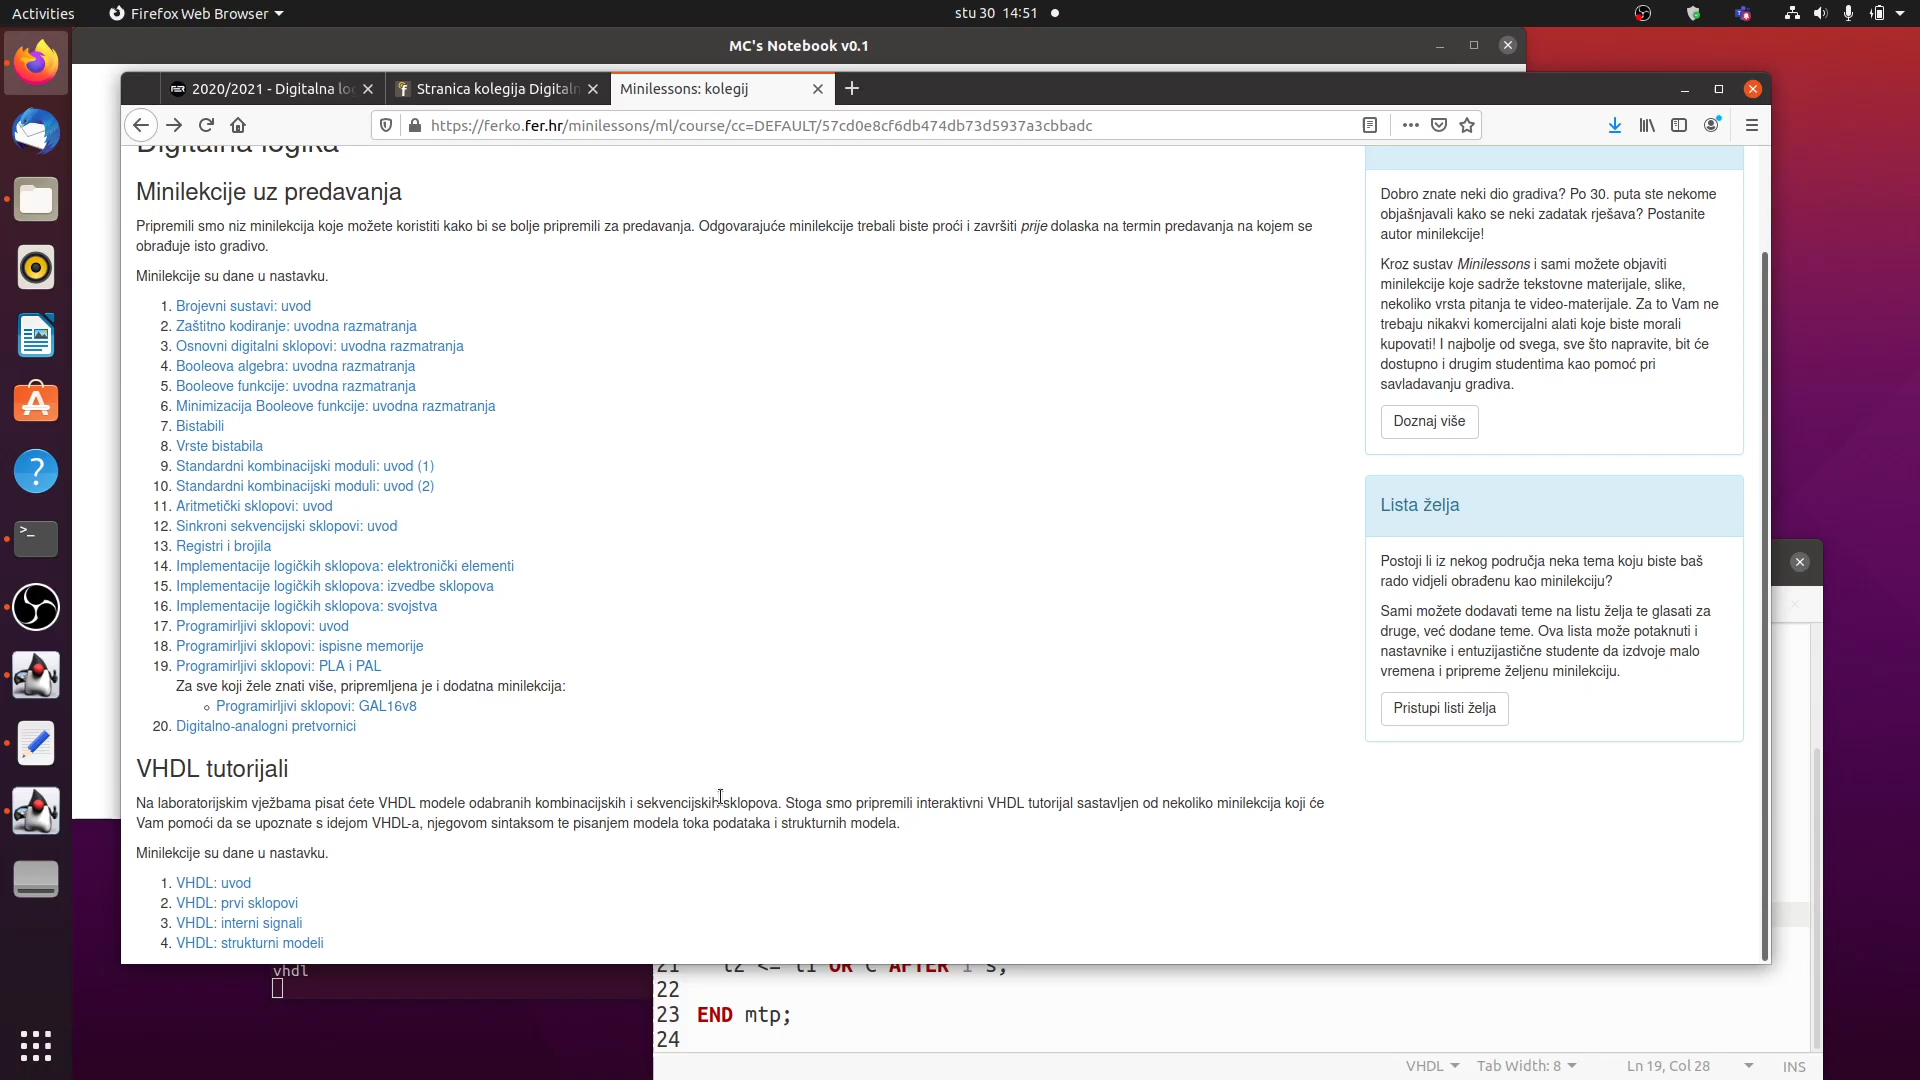 Activities
Firefox Web Browser
stu 30 14:51
MC's Notebook v0.1
2020/2021 - Digitalna lo
Stranica kolegija Digitaln
Minilessons: kolegij
https://ferko.fer.hr/minilessons/ml/course/cc=DEFAULT/57cd0e8cf6db474db73d5937a3cbbadc
Digitalna logika
Minilekcije uz predavanja
Pripremili smo niz minilekcija koje možete koristiti kako bi se bolje pripremili za predavanja. Odgovarajuće minilekcije trebali biste proći i završiti prije dolaska na termin predavanja na kojem se
obrađuje isto gradivo.
Minilekcije su dane u nastavku.
1. Brojevni sustavi: uvod
2. Zaštitno kodiranje: uvodna razmatranja
3. Osnovni digitalni sklopovi: uvodna razmatranja
4. Booleova algebra: uvodna razmatranja
5. Booleove funkcije: uvodna razmatranja
6. Minimizacija Booleove funkcije: uvodna razmatranja
7. Bistabili
8. Vrste bistabila
9. Standardni kombinacijski moduli: uvod (1)
10. Standardni kombinacijski moduli: uvod (2)
11. Aritmetički sklopovi: uvod
12. Sinkroni sekvencijski sklopovi: uvod
13. Registri i brojila
14. Implementacije logičkih sklopova: elektronički elementi
15. Implementacije logičkih sklopova: izvedbe sklopova
16. Implementacije logičkih sklopova: svojstva
17. Programirljivi sklopovi: uvod
18. Programirljivi sklopovi: ispisne memorije
19. Programirljivi sklopovi: PLA i PAL
Za sve koji žele znati više, pripremljena je i dodatna minilekcija:
Programirljivi sklopovi: GAL16v8
20. Digitalno-analogni pretvornici
VHDL tutorijali
Na laboratorijskim vježbama pisat ćete VHDL modele odabranih kombinacijskih i sekvencijskih sklopova. Stoga smo pripremili interaktivni VHDL tutorijal sastavljen od nekoliko minilekcija koji će
Vam pomoći da se upoznate s idejom VHDL-a, njegovom sintaksom te pisanjem modela toka podataka i strukturnih modela.
Minilekcije su dane u nastavku.
1. VHDL: uvod
2. VHDL: prvi sklopovi
3. VHDL: interni signali
4. VHDL: strukturni modeli
Dobro znate neki dio gradiva? Po 30. puta ste nekome
objašnjavali kako se neki zadatak rješava? Postanite
autor minilekcije!
Kroz sustav Minilessons i sami možete objaviti
minilekcije koje sadrže tekstovne materijale, slike,
nekoliko vrsta pitanja te video-materijale. Za to Vam ne
trebaju nikakvi komercijalni alati koje biste morali
kupovati! I najbolje od svega, sve što napravite, bit će
dostupno i drugim studentima kao pomoć pri
savladavanju gradiva.
Doznaj više
Lista želja
Postoji li iz nekog područja neka tema koju biste baš
rado vidjeli obrađenu kao minilekciju?
Sami možete dodavati teme na listu želja te glasati za
druge, već dodane teme. Ova lista može potaknuti i
nastavnike i entuzijastične studente da izdvoje malo
vremena i pripreme željenu minilekciju.
Pristupi listi želja
vhdl
21 t2 <= t1 OR C AFTER 1 s;
22
23 END mtp;
24
VHDL Tab Width: 8 Ln 19, Col 28 INS